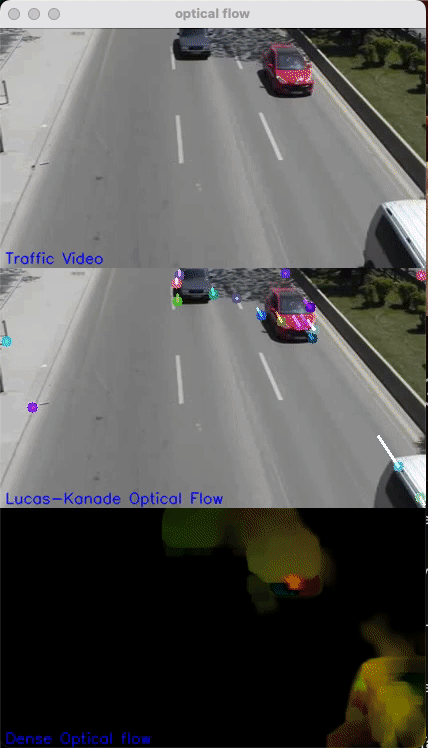 optical flow
Traffic Video
Lucas-Kanade Optical Flow
Dense Optical flow